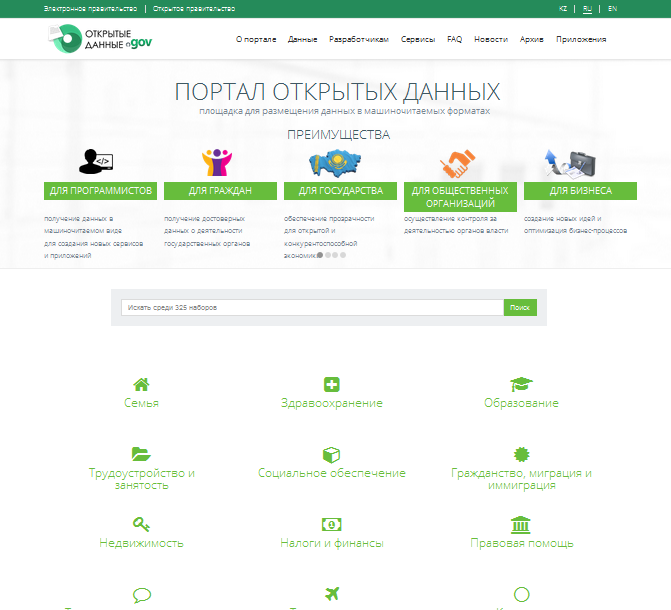 Электронное правительство | Открытое правительство KZ | RU | EN
ОТКРЫТЫЕ
ДАННЫЕ egov
О портале Данные Разработчикам Сервисы FAQ Новости Архив Приложения
ПОРТАЛ ОТКРЫТЫХ ДАННЫХ
площадка для размещения данных в машиночитаемых форматах
ПРЕИМУЩЕСТВА
ДЛЯ ПРОГРАММИСТОВ
получение данных в
машиночитаемом виде
для создания новых сервисов
и приложений
ДЛЯ ГРАЖДАН
получение достоверных
данных о деятельности
государственных органов
ДЛЯ ГОСУДАРСТВА
обеспечение прозрачности
для открытой и
конкурентоспособной
экономики
ДЛЯ ОБЩЕСТВЕННЫХ
ОРГАНИЗАЦИЙ
осуществление контроля за
деятельностью органов власти
ДЛЯ БИЗНЕСА
создание новых идей и
оптимизация бизнес-процессов
Искать среди 325 наборов Поиск
Семья
Здравоохранение
Образование
Трудоустройство и
занятость
Социальное обеспечение
Гражданство, миграция и
иммиграция
Недвижимость
Налоги и финансы
Правовая помощь